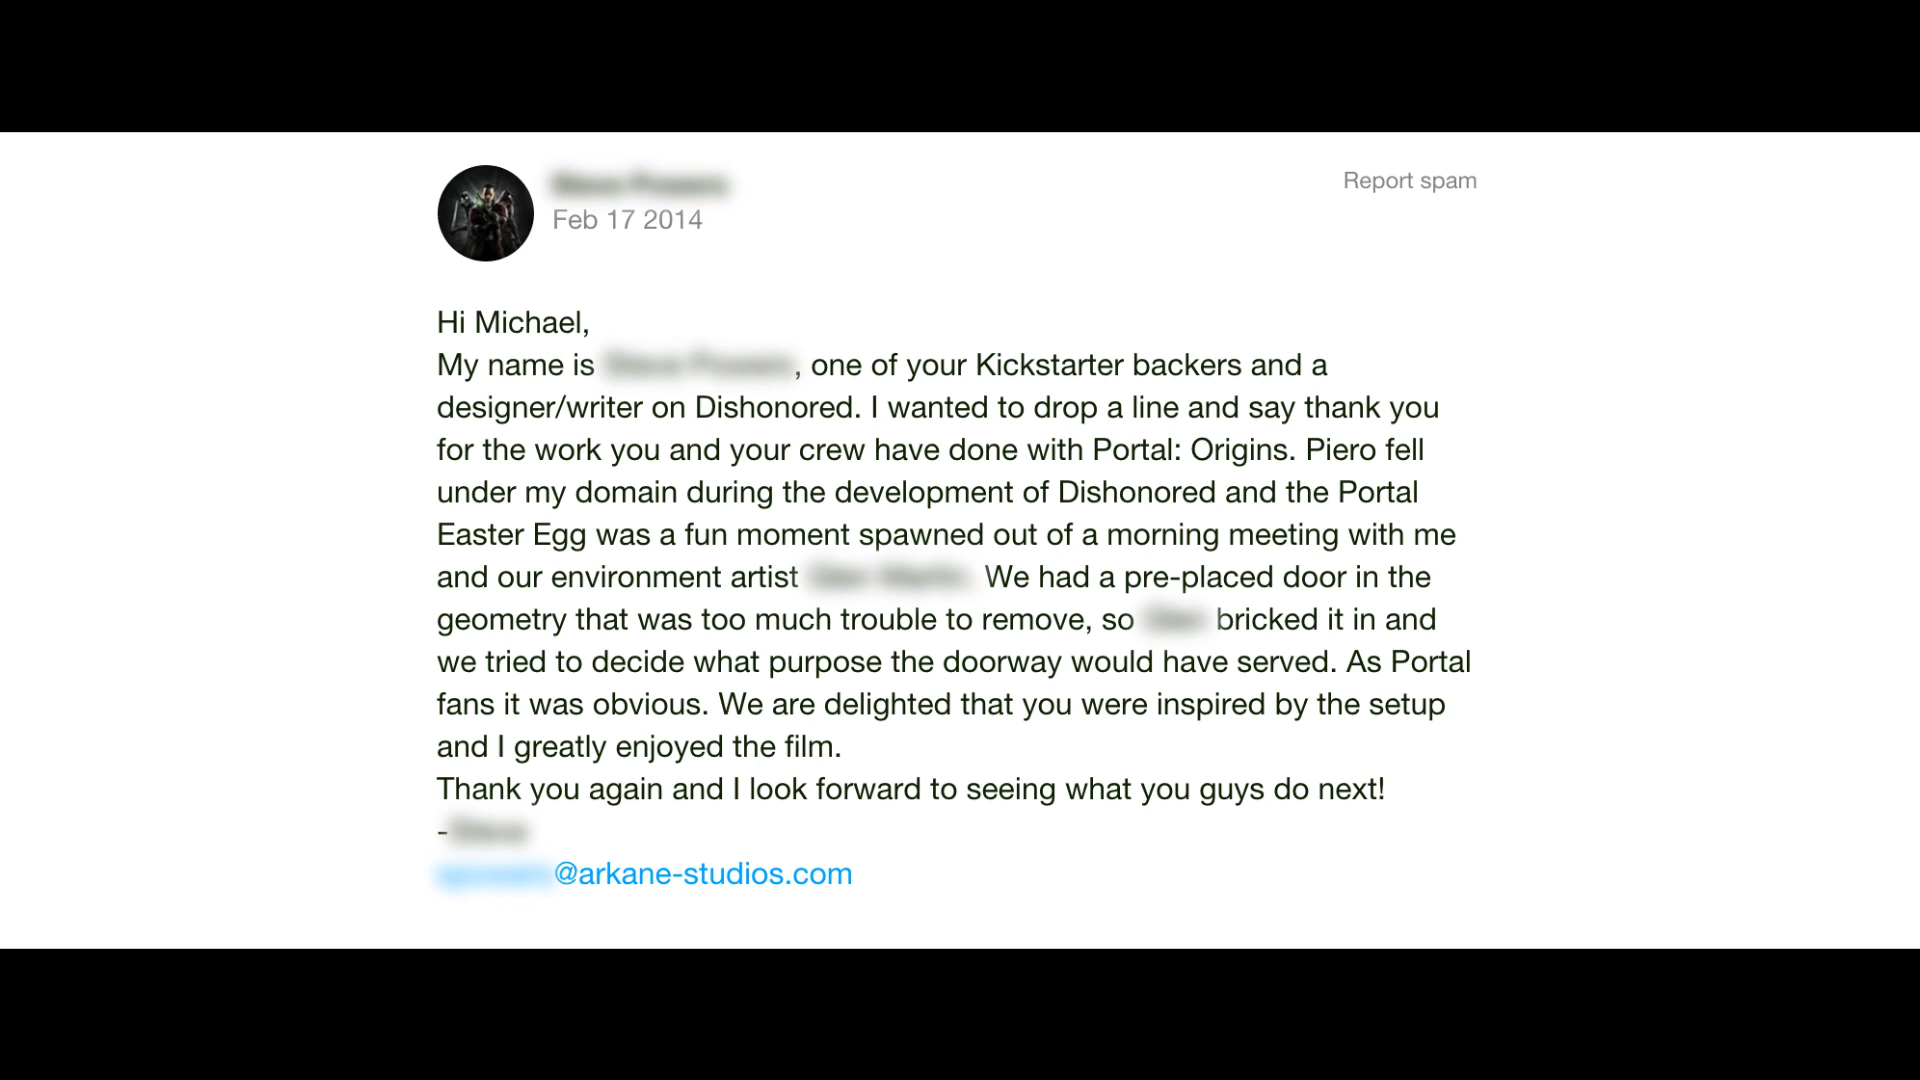 Feb 17 2014
Report spam
Hi Michael,
My name is , one of your Kickstarter backers and a
designer/writer on Dishonored. I wanted to drop a line and say thank you
for the work you and your crew have done with Portal: Origins. Piero fell
under my domain during the development of Dishonored and the Portal
Easter Egg was a fun moment spawned out of a morning meeting with me
and our environment artist We had a pre-placed door in the
geometry that was too much trouble to remove, so bricked it in and
we tried to decide what purpose the doorway would have served. As Portal
fans it was obvious. We are delighted that you were inspired by the setup
and I greatly enjoyed the film.
Thank you again and I look forward to seeing what you guys do next!
-
@arkane-studios.com